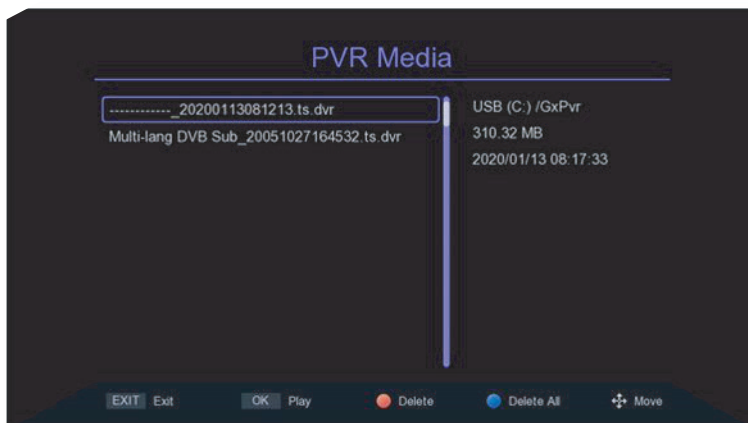 PVR Media
------------_20200113081213.ts.dvr
Multi-lang DVB Sub_20051027164532.ts.dvr
USB (C:) /GxPvr
310.32 MB
2020/01/13 08:17:33
EXIT Exit OK Play Delete Delete All Move